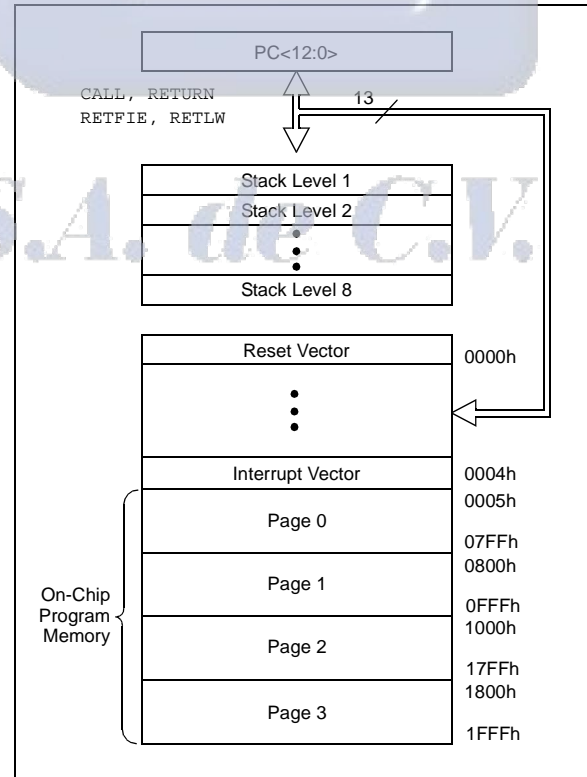 PC<12:0>
CALL, RETURN
RETFIE, RETLW
13
S.A. de C.V.
Stack Level 1
Stack Level 2
Stack Level 8
Reset Vector
0000h
Interrupt Vector
0004h
0005h
Page 0
07FFh
0800h
Page 1
0FFFh
1000h
On-Chip
Program
Memory
Page 2
17FFh
1800h
Page 3
1FFFh